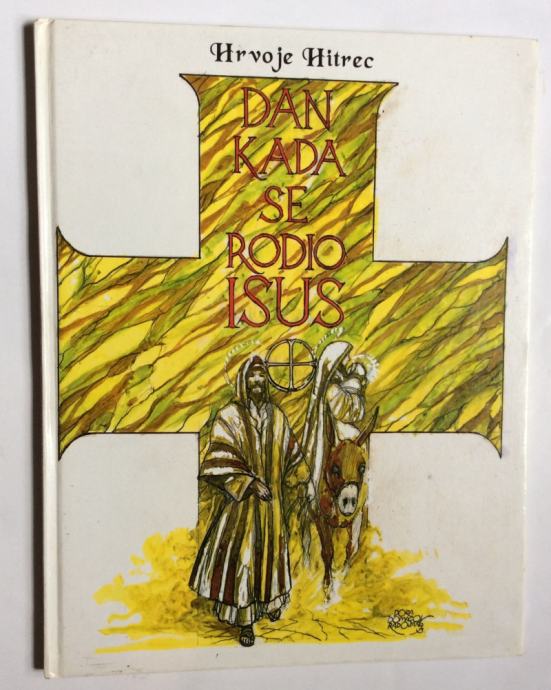 Hrvoje Hitrec
DAN
KADA
SE
RODIO
ISUS